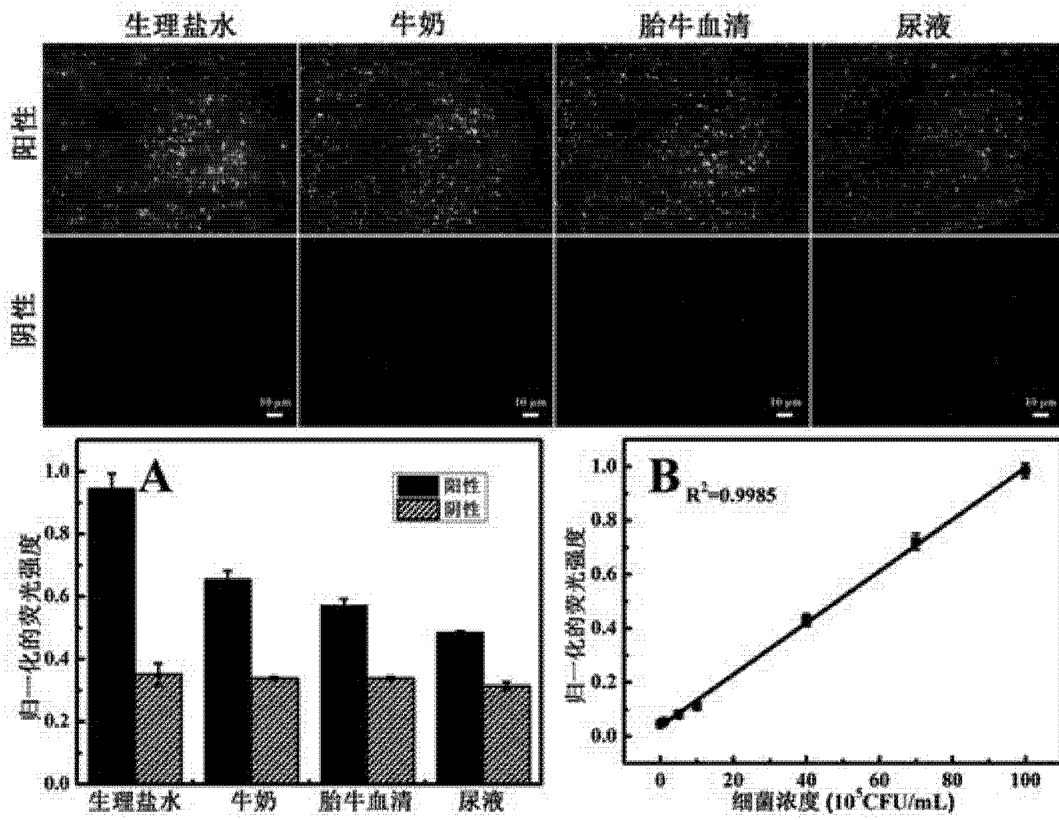 生理盐水 牛奶 胎牛血清 尿液
阳性
阴性
10 μm 10 μm 10 μm 10 μm
A
阳性
阴性
归一化的荧光强度
1.0
0.8
0.6
0.4
0.2
0.0
生理盐水 牛奶 胎牛血清 尿液
B
R²=0.9985
归一化的荧光强度
1.0
0.8
0.6
0.4
0.2
0.0
0 20 40 60 80 100
细菌浓度 (10⁵CFU/mL)